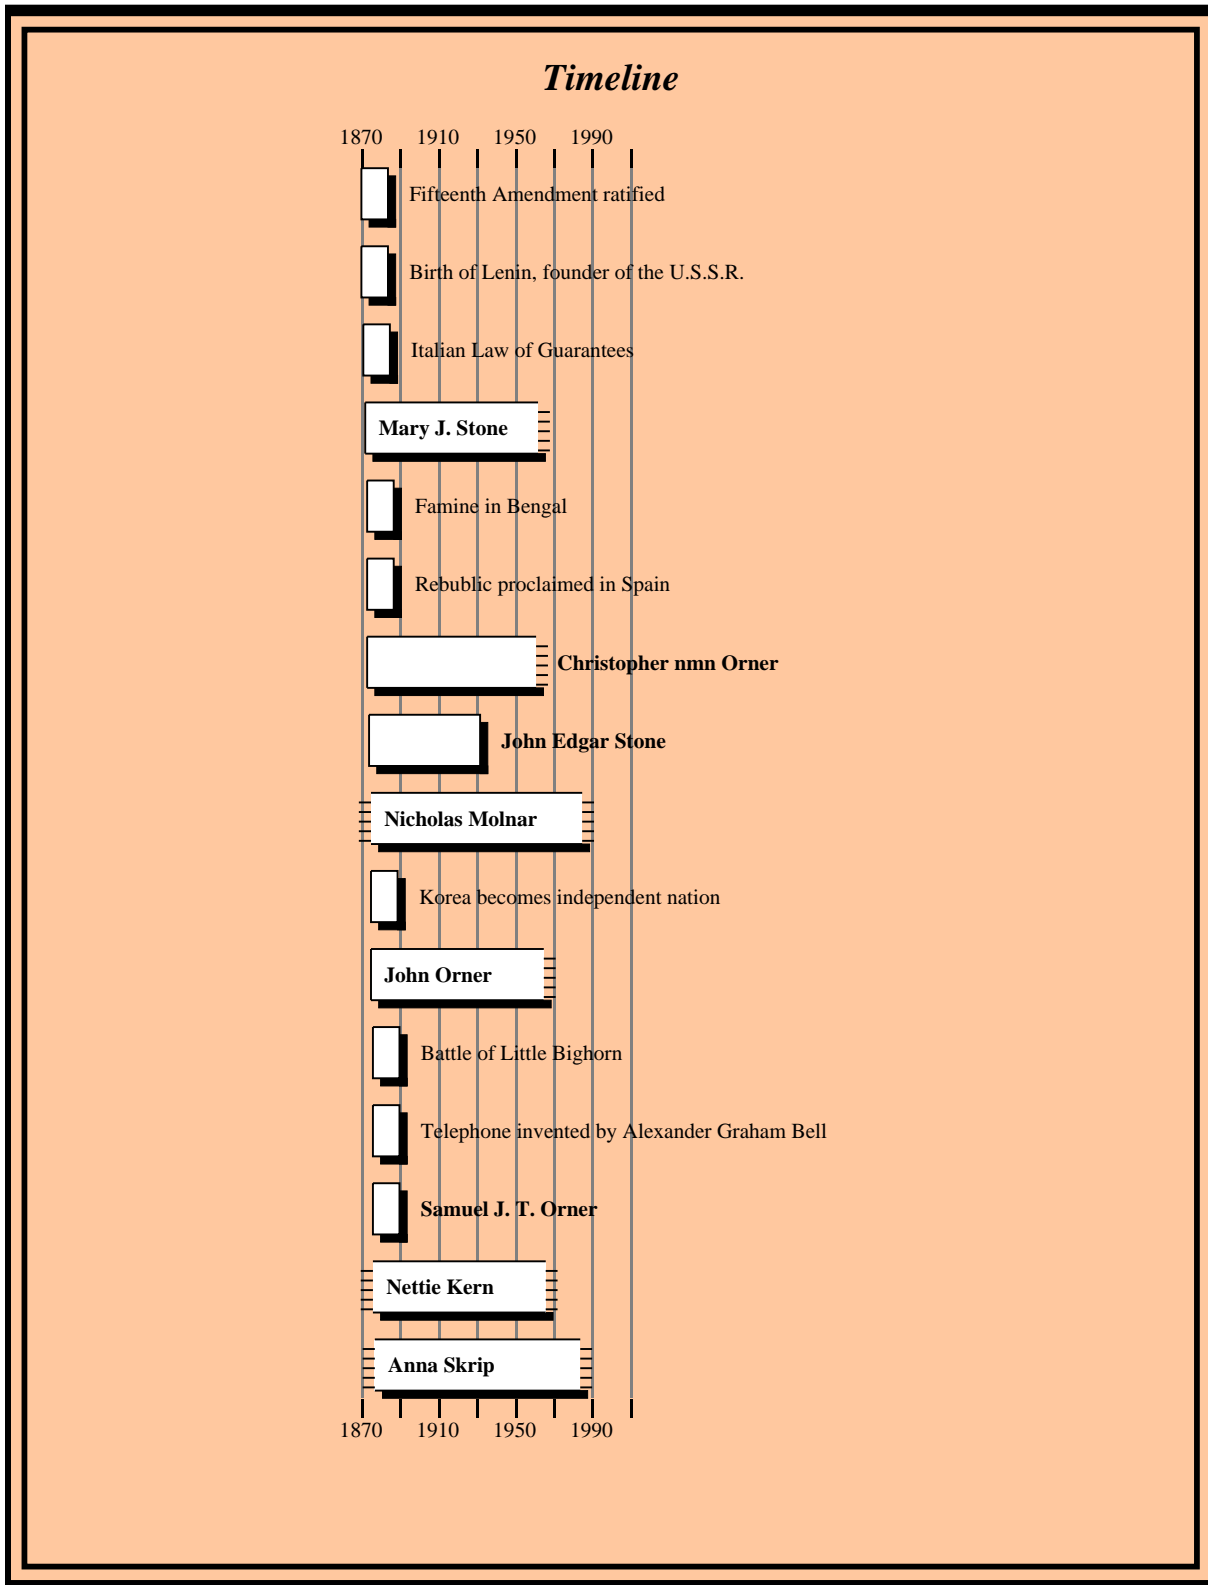 Timeline
1870 1910 1950 1990
Fifteenth Amendment ratified
Birth of Lenin, founder of the U.S.S.R.
Italian Law of Guarantees
Mary J. Stone
Famine in Bengal
Rebublic proclaimed in Spain
Christopher nmn Orner
John Edgar Stone
Nicholas Molnar
Korea becomes independent nation
John Orner
Battle of Little Bighorn
Telephone invented by Alexander Graham Bell
Samuel J. T. Orner
Nettie Kern
Anna Skrip
1870 1910 1950 1990